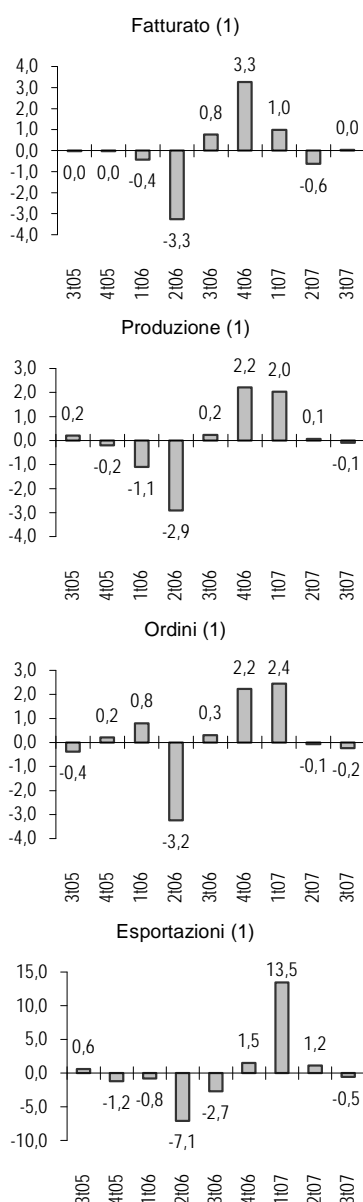 Fatturato (1)
4,0
3,0
2,0
1,0
0,0
-1,0
-2,0
-3,0
-4,0
0,0
0,0
-0,4
-3,3
0,8
3,3
1,0
-0,6
0,0
3t05
4t05
1t06
2t06
3t06
4t06
1t07
2t07
3t07
Produzione (1)
3,0
2,0
1,0
0,0
-1,0
-2,0
-3,0
-4,0
0,2
-0,2
-1,1
-2,9
0,2
2,2
2,0
0,1
-0,1
3t05
4t05
1t06
2t06
3t06
4t06
1t07
2t07
3t07
Ordini (1)
3,0
2,0
1,0
0,0
-1,0
-2,0
-3,0
-4,0
-0,4
0,2
0,8
-3,2
0,3
2,2
2,4
-0,1
-0,2
3t05
4t05
1t06
2t06
3t06
4t06
1t07
2t07
3t07
Esportazioni (1)
15,0
10,0
5,0
0,0
-5,0
-10,0
0,6
-1,2
-0,8
-7,1
-2,7
1,5
13,5
1,2
-0,5
3t05
4t05
1t06
2t06
3t06
4t06
1t07
2t07
3t07